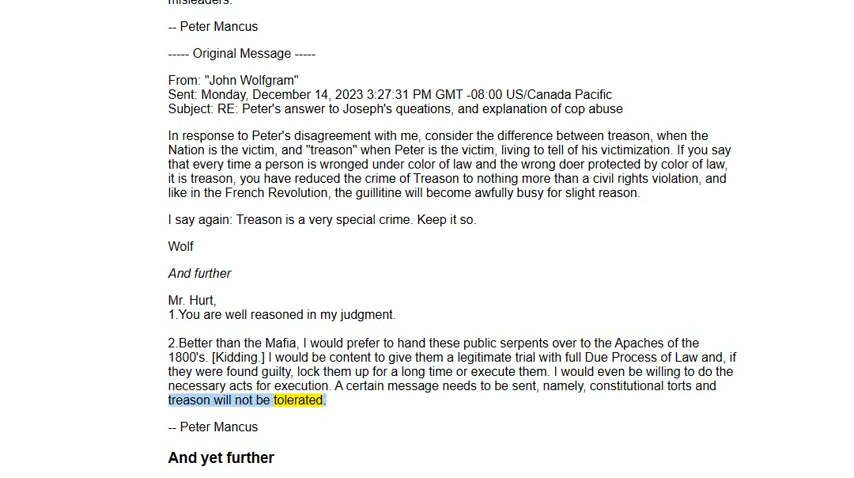 misleaders.
-- Peter Mancus
----- Original Message -----
From: "John Wolfgram"
Sent: Monday, December 14, 2023 3:27:31 PM GMT -08:00 US/Canada Pacific
Subject: RE: Peter's answer to Joseph's queations, and explanation of cop abuse
In response to Peter's disagreement with me, consider the difference between treason, when the
Nation is the victim, and "treason" when Peter is the victim, living to tell of his victimization. If you say
that every time a person is wronged under color of law and the wrong doer protected by color of law,
it is treason, you have reduced the crime of Treason to nothing more than a civil rights violation, and
like in the French Revolution, the guillitine will become awfully busy for slight reason.
I say again: Treason is a very special crime. Keep it so.
Wolf
And further
Mr. Hurt,
1.You are well reasoned in my judgment.
2.Better than the Mafia, I would prefer to hand these public serpents over to the Apaches of the
1800's. [Kidding.] I would be content to give them a legitimate trial with full Due Process of Law and, if
they were found guilty, lock them up for a long time or execute them. I would even be willing to do the
necessary acts for execution. A certain message needs to be sent, namely, constitutional torts and
treason will not be tolerated.
-- Peter Mancus
And yet further